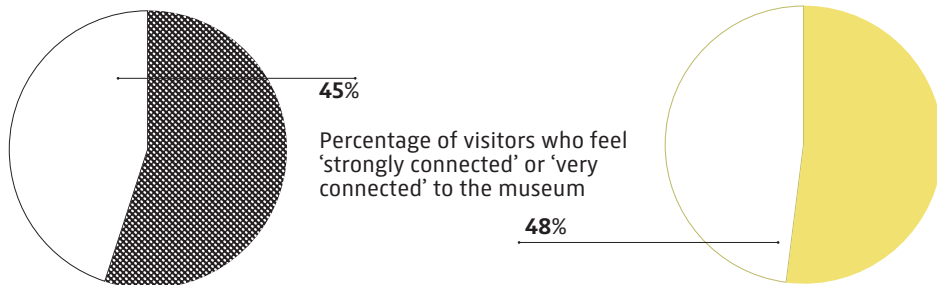 45%
Percentage of visitors who feel
‘strongly connected’ or ‘very
connected’ to the museum
48%